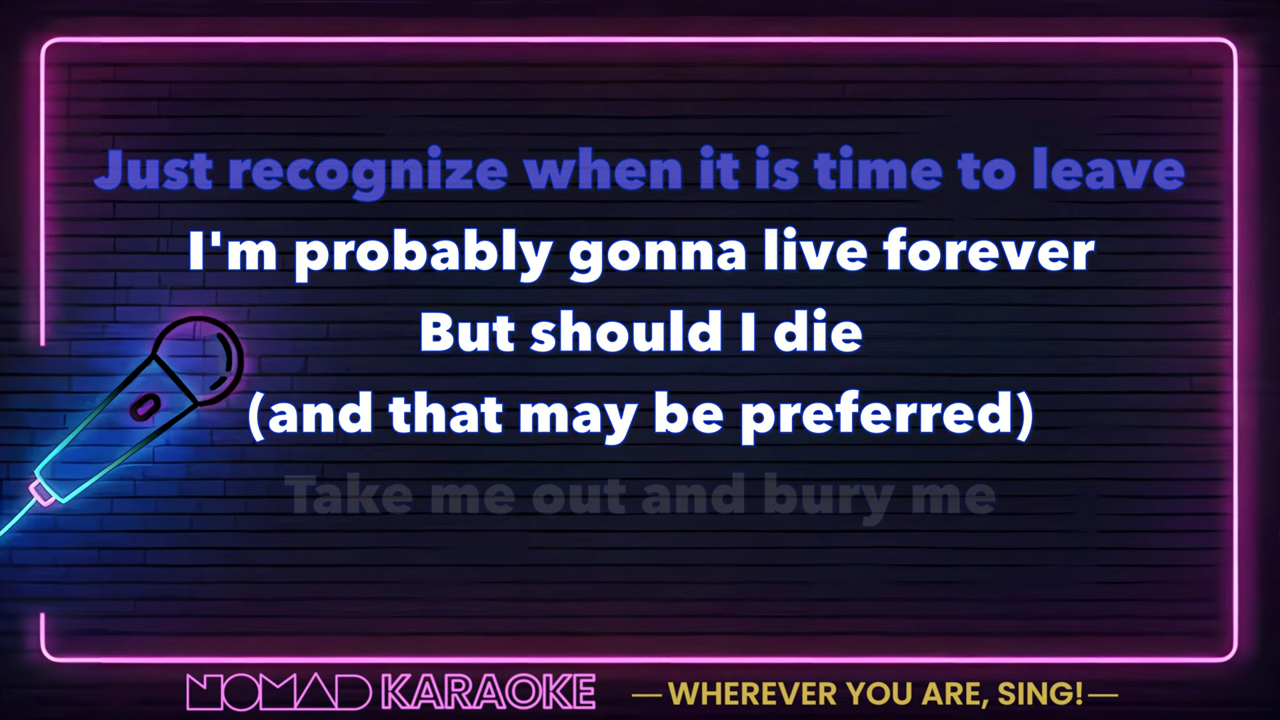 Just recognize when it is time to leave
I'm probably gonna live forever
But should I die
(and that may be preferred)
Take me out and bury me
NOMAD KARAOKE —WHEREVER YOU ARE, SING!—